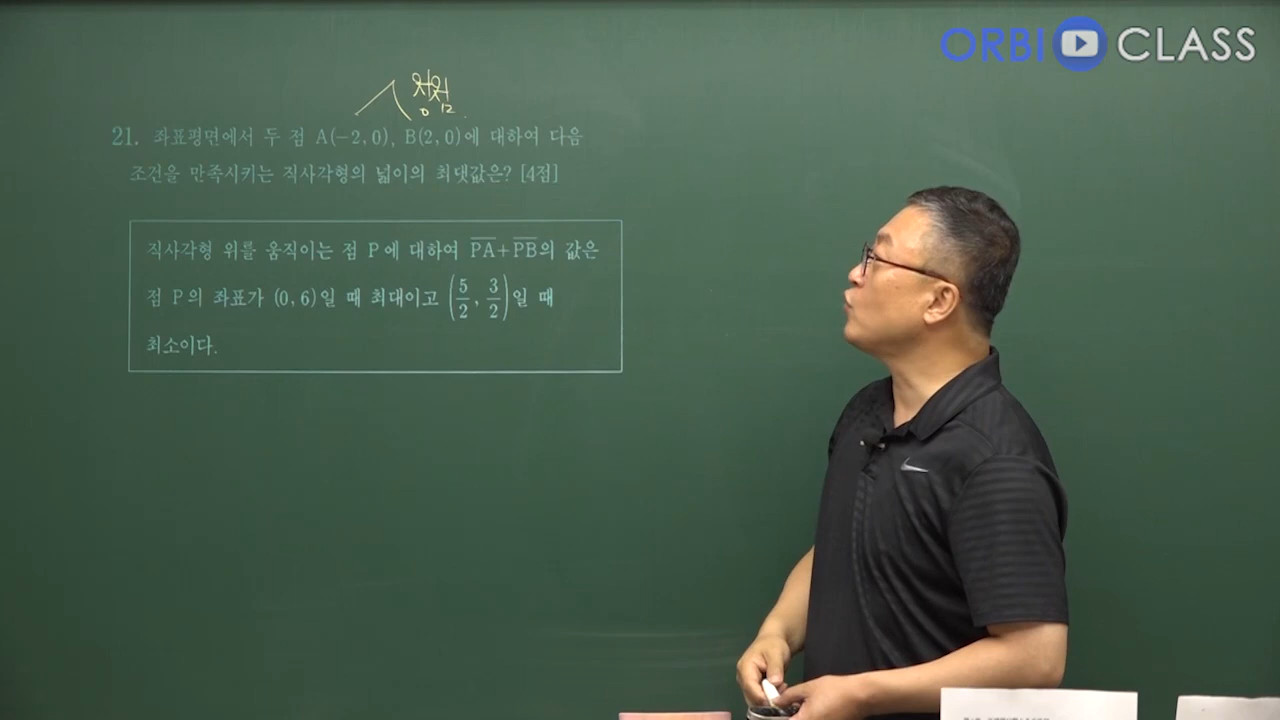 ORBI CLASS
정점
21. 좌표평면에서 두 점 A(−2, 0), B(2, 0)에 대하여 다음
조건을 만족시키는 직사각형의 넓이의 최댓값은? [4점]
직사각형 위를 움직이는 점 P에 대하여 PA+PB의 값은
점 P의 좌표가 (0, 6)일 때 최대이고 (5/2, 3/2)일 때
최소이다.